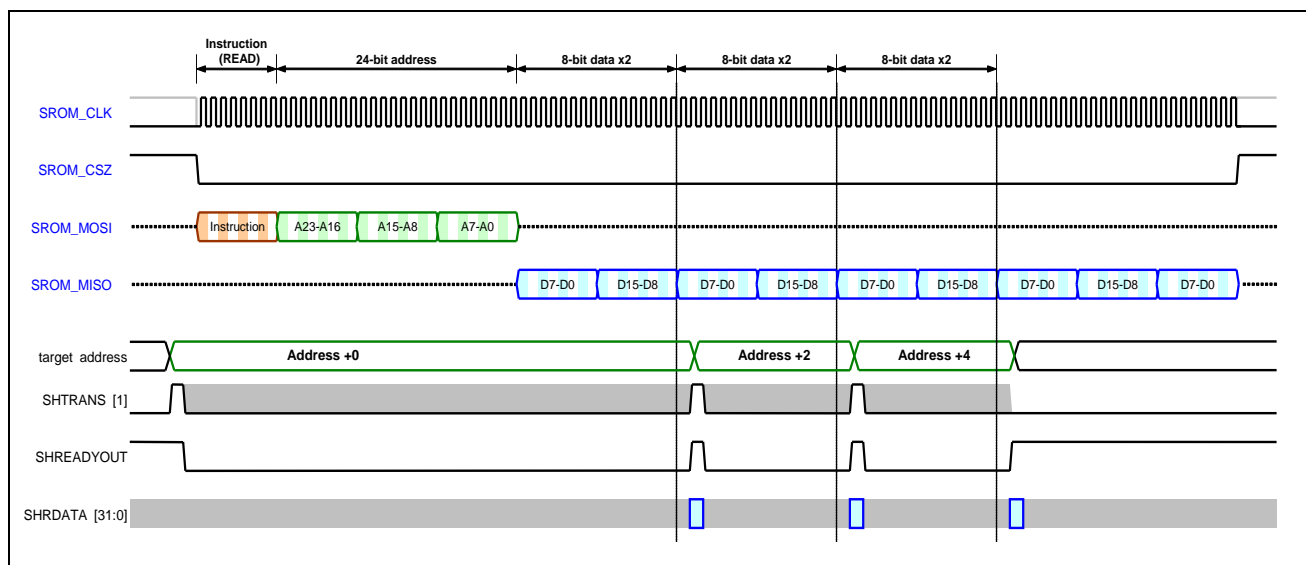 Instruction
(READ)
24-bit address
8-bit data x2
8-bit data x2
8-bit data x2
SROM_CLK
SROM_CSZ
SROM_MOSI
Instruction
A23-A16
A15-A8
A7-A0
SROM_MISO
D7-D0
D15-D8
D7-D0
D15-D8
D7-D0
D15-D8
D7-D0
D15-D8
D7-D0
target address
Address +0
Address +2
Address +4
SHTRANS [1]
SHREADYOUT
SHRDATA [31:0]